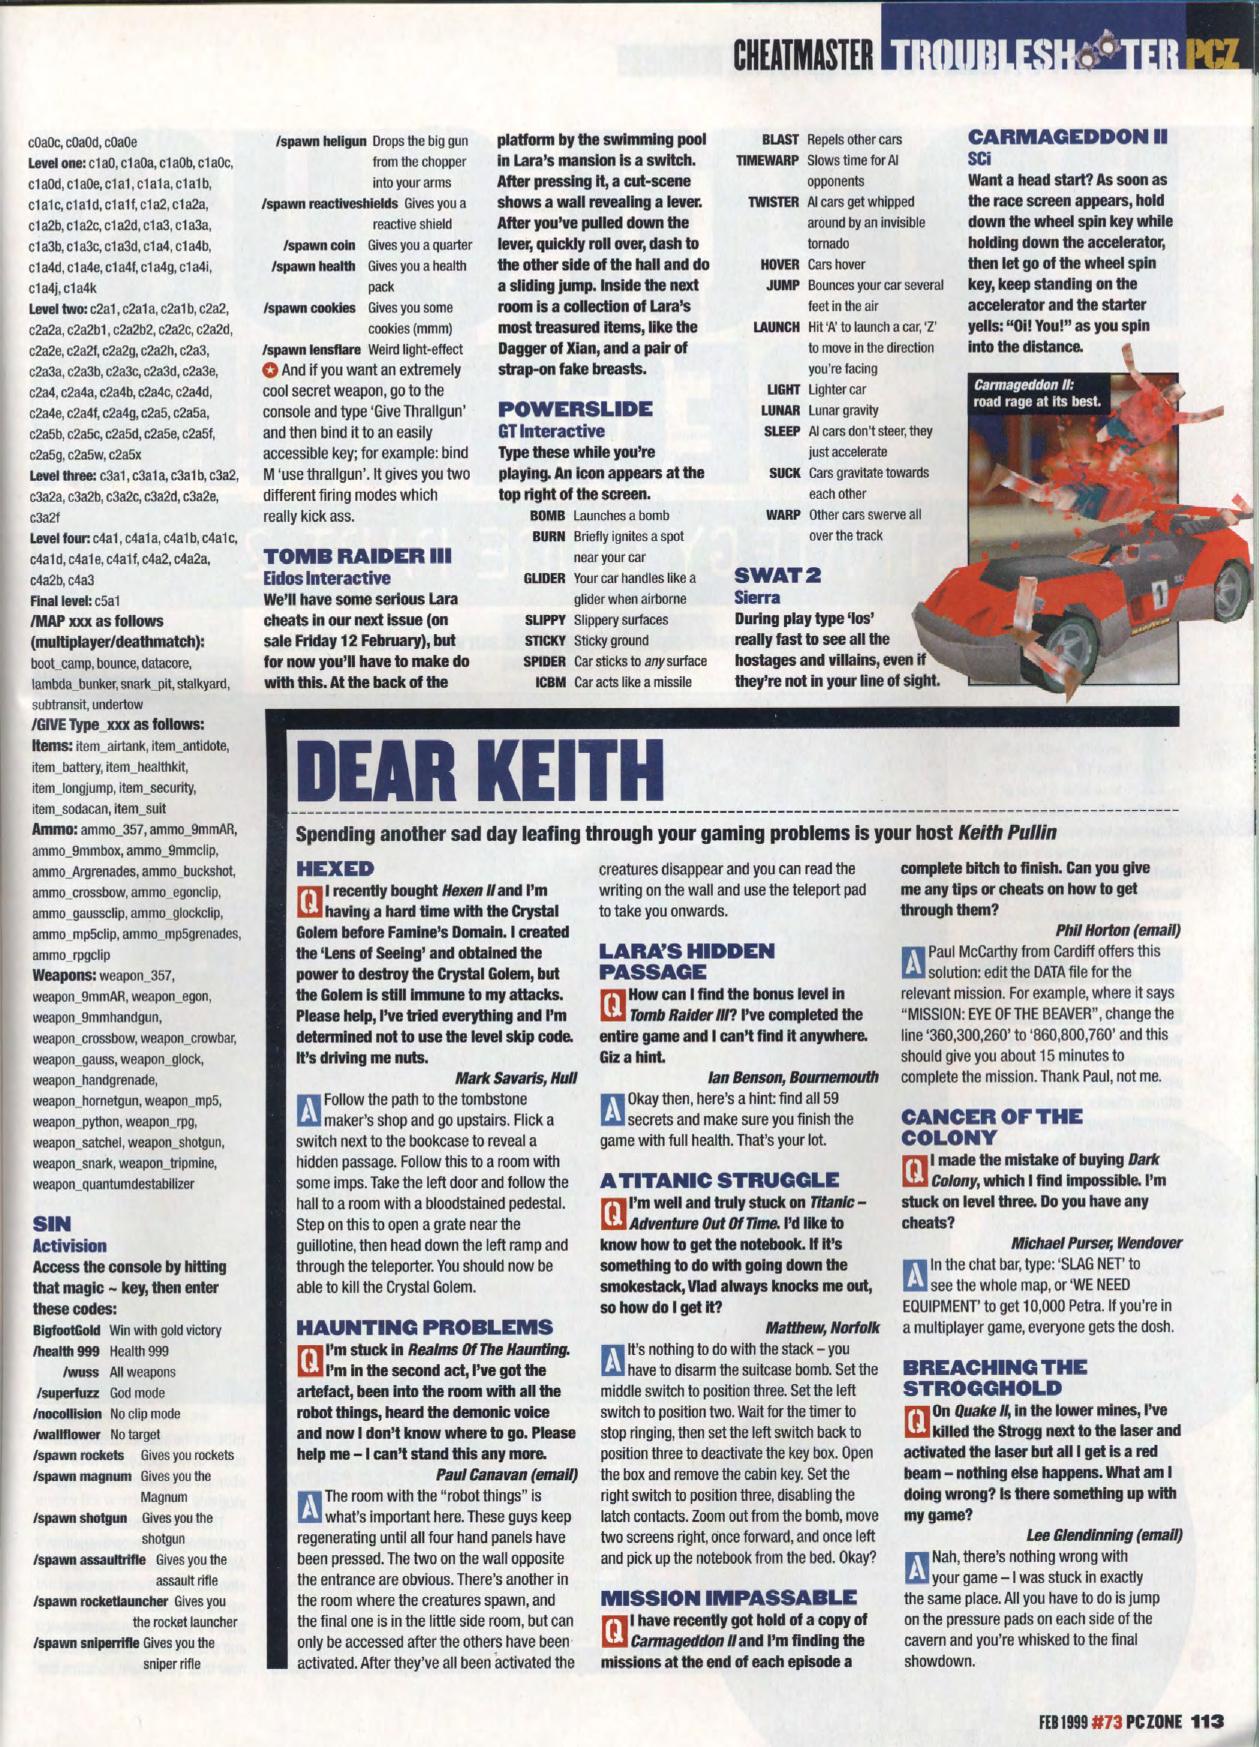 CHEATMASTER TROUBLESHOOTER PCZ
c0a0c, c0a0d, c0a0e
Level one: c1a0, c1a0a, c1a0b, c1a0c,
c1a0d, c1a0e, c1a1, c1a1a, c1a1b,
c1a1c, c1a1d, c1a1f, c1a2, c1a2a,
c1a2b, c1a2c, c1a2d, c1a3, c1a3a,
c1a3b, c1a3c, c1a3d, c1a4, c1a4b,
c1a4d, c1a4e, c1a4f, c1a4g, c1a4i,
c1a4j, c1a4k
Level two: c2a1, c2a1a, c2a1b, c2a2,
c2a2a, c2a2b1, c2a2b2, c2a2c, c2a2d,
c2a2e, c2a2f, c2a2g, c2a2h, c2a3,
c2a3a, c2a3b, c2a3c, c2a3d, c2a3e,
c2a4, c2a4a, c2a4b, c2a4c, c2a4d,
c2a4e, c2a4f, c2a4g, c2a5, c2a5a,
c2a5b, c2a5c, c2a5d, c2a5e, c2a5f,
c2a5g, c2a5w, c2a5x
Level three: c3a1, c3a1a, c3a1b, c3a2,
c3a2a, c3a2b, c3a2c, c3a2d, c3a2e,
c3a2f
Level four: c4a1, c4a1a, c4a1b, c4a1c,
c4a1d, c4a1e, c4a1f, c4a2, c4a2a,
c4a2b, c4a3
Final level: c5a1
/MAP xxx as follows
(multiplayer/deathmatch):
boot_camp, bounce, datacore,
lambda_bunker, snark_pit, stalkyard,
subtransit, undertow
/GIVE Type_xxx as follows:
Items: item_airtank, item_antidote,
item_battery, item_healthkit,
item_longjump, item_security,
item_sodacan, item_suit
Ammo: ammo_357, ammo_9mmAR,
ammo_9mmbox, ammo_9mmclip,
ammo_Argrenades, ammo_buckshot,
ammo_crossbow, ammo_egonclip,
ammo_gaussclip, ammo_glockclip,
ammo_mp5clip, ammo_mp5grenades,
ammo_rpgclip
Weapons: weapon_357,
weapon_9mmAR, weapon_egon,
weapon_9mmhandgun,
weapon_crossbow, weapon_crowbar,
weapon_gauss, weapon_glock,
weapon_handgrenade,
weapon_hornetgun, weapon_mp5,
weapon_python, weapon_rpg,
weapon_satchel, weapon_shotgun,
weapon_snark, weapon_tripmine,
weapon_quantumdestabilizer
SIN
Activision
Access the console by hitting
that magic ~ key, then enter
these codes:
BigfootGold Win with gold victory
/health 999 Health 999
/wuss All weapons
/superfuzz God mode
/nocollision No clip mode
/wallflower No target
/spawn rockets Gives you rockets
/spawn magnum Gives you the
Magnum
/spawn shotgun Gives you the
shotgun
/spawn assaultrifle Gives you the
assault rifle
/spawn rocketlauncher Gives you
the rocket launcher
/spawn sniperrifle Gives you the
sniper rifle
/spawn heligun Drops the big gun
from the chopper
into your arms
/spawn reactiveshields Gives you a
reactive shield
/spawn coin Gives you a quarter
/spawn health Gives you a health
pack
/spawn cookies Gives you some
cookies (mmm)
/spawn lensflare Weird light-effect
And if you want an extremely
cool secret weapon, go to the
console and type 'Give Thrallgun'
and then bind it to an easily
accessible key; for example: bind
M 'use thrallgun'. It gives you two
different firing modes which
really kick ass.
TOMB RAIDER III
Eidos Interactive
We'll have some serious Lara
cheats in our next issue (on
sale Friday 12 February), but
for now you'll have to make do
with this. At the back of the
platform by the swimming pool
in Lara's mansion is a switch.
After pressing it, a cut-scene
shows a wall revealing a lever.
After you've pulled down the
lever, quickly roll over, dash to
the other side of the hall and do
a sliding jump. Inside the next
room is a collection of Lara's
most treasured items, like the
Dagger of Xian, and a pair of
strap-on fake breasts.
POWERSLIDE
GT Interactive
Type these while you're
playing. An icon appears at the
top right of the screen.
BOMB Launches a bomb
BURN Briefly ignites a spot
near your car
GLIDER Your car handles like a
glider when airborne
SLIPPY Slippery surfaces
STICKY Sticky ground
SPIDER Car sticks to any surface
ICBM Car acts like a missile
BLAST Repels other cars
TIMEWARP Slows time for AI
opponents
TWISTER AI cars get whipped
around by an invisible
tornado
HOVER Cars hover
JUMP Bounces your car several
feet in the air
LAUNCH Hit 'A' to launch a car, 'Z'
to move in the direction
you're facing
LIGHT Lighter car
LUNAR Lunar gravity
SLEEP AI cars don't steer, they
just accelerate
SUCK Cars gravitate towards
each other
WARP Other cars swerve all
over the track
SWAT 2
Sierra
During play type 'los'
really fast to see all the
hostages and villains, even if
they're not in your line of sight.
CARMAGEDDON II
SCi
Want a head start? As soon as
the race screen appears, hold
down the wheel spin key while
holding down the accelerator,
then let go of the wheel spin
key, keep standing on the
accelerator and the starter
yells: "Oi! You!" as you spin
into the distance.
Carmageddon II:
road rage at its best.
1
DEAR KEITH
Spending another sad day leafing through your gaming problems is your host Keith Pullin
HEXED
Q I recently bought Hexen II and I'm
having a hard time with the Crystal
Golem before Famine's Domain. I created
the 'Lens of Seeing' and obtained the
power to destroy the Crystal Golem, but
the Golem is still immune to my attacks.
Please help, I've tried everything and I'm
determined not to use the level skip code.
It's driving me nuts.
Mark Savaris, Hull
A Follow the path to the tombstone
maker's shop and go upstairs. Flick a
switch next to the bookcase to reveal a
hidden passage. Follow this to a room with
some imps. Take the left door and follow the
hall to a room with a bloodstained pedestal.
Step on this to open a grate near the
guillotine, then head down the left ramp and
through the teleporter. You should now be
able to kill the Crystal Golem.
HAUNTING PROBLEMS
Q I'm stuck in Realms Of The Haunting.
I'm in the second act, I've got the
artefact, been into the room with all the
robot things, heard the demonic voice
and now I don't know where to go. Please
help me – I can't stand this any more.
Paul Canavan (email)
A The room with the "robot things" is
what's important here. These guys keep
regenerating until all four hand panels have
been pressed. The two on the wall opposite
the entrance are obvious. There's another in
the room where the creatures spawn, and
the final one is in the little side room, but can
only be accessed after the others have been
activated. After they've all been activated the
creatures disappear and you can read the
writing on the wall and use the teleport pad
to take you onwards.
LARA'S HIDDEN
PASSAGE
Q How can I find the bonus level in
Tomb Raider III? I've completed the
entire game and I can't find it anywhere.
Giz a hint.
Ian Benson, Bournemouth
A Okay then, here's a hint: find all 59
secrets and make sure you finish the
game with full health. That's your lot.
A TITANIC STRUGGLE
Q I'm well and truly stuck on Titanic –
Adventure Out Of Time. I'd like to
know how to get the notebook. If it's
something to do with going down the
smokestack, Vlad always knocks me out,
so how do I get it?
Matthew, Norfolk
A It's nothing to do with the stack – you
have to disarm the suitcase bomb. Set the
middle switch to position three. Set the left
switch to position two. Wait for the timer to
stop ringing, then set the left switch back to
position three to deactivate the key box. Open
the box and remove the cabin key. Set the
right switch to position three, disabling the
latch contacts. Zoom out from the bomb, move
two screens right, once forward, and once left
and pick up the notebook from the bed. Okay?
MISSION IMPASSABLE
Q I have recently got hold of a copy of
Carmageddon II and I'm finding the
missions at the end of each episode a
complete bitch to finish. Can you give
me any tips or cheats on how to get
through them?
Phil Horton (email)
A Paul McCarthy from Cardiff offers this
solution: edit the DATA file for the
relevant mission. For example, where it says
"MISSION: EYE OF THE BEAVER", change the
line '360,300,260' to '860,800,760' and this
should give you about 15 minutes to
complete the mission. Thank Paul, not me.
CANCER OF THE
COLONY
Q I made the mistake of buying Dark
Colony, which I find impossible. I'm
stuck on level three. Do you have any
cheats?
Michael Purser, Wendover
A In the chat bar, type: 'SLAG NET' to
see the whole map, or 'WE NEED
EQUIPMENT' to get 10,000 Petra. If you're in
a multiplayer game, everyone gets the dosh.
BREACHING THE
STROGGHOLD
Q On Quake II, in the lower mines, I've
killed the Strogg next to the laser and
activated the laser but all I get is a red
beam – nothing else happens. What am I
doing wrong? Is there something up with
my game?
Lee Glendinning (email)
A Nah, there's nothing wrong with
your game – I was stuck in exactly
the same place. All you have to do is jump
on the pressure pads on each side of the
cavern and you're whisked to the final
showdown.
FEB 1999 #73 PC ZONE 113